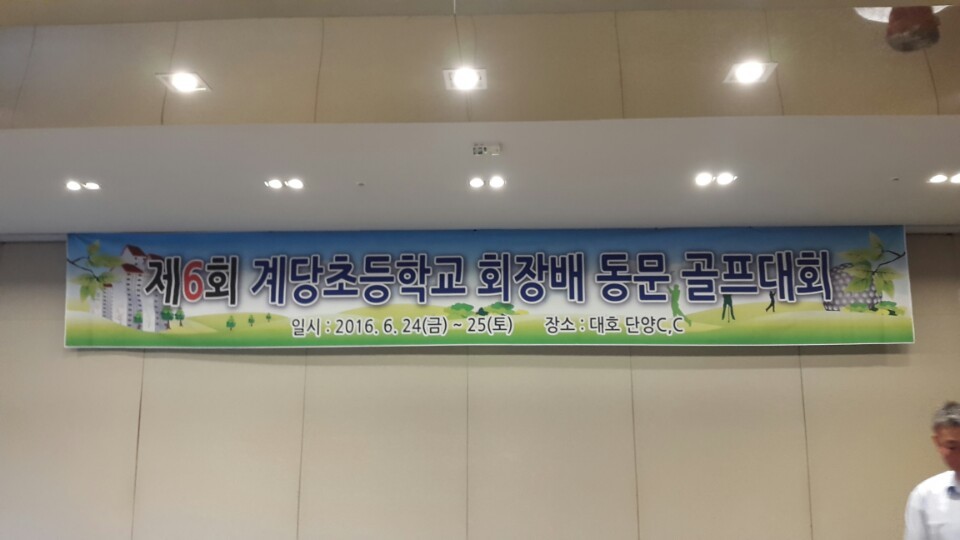 제6회 계당초등학교 회장배 동문 골프대회
일시 : 2016. 6. 24(금) ~ 25(토) 장소 : 대호 단양C,C